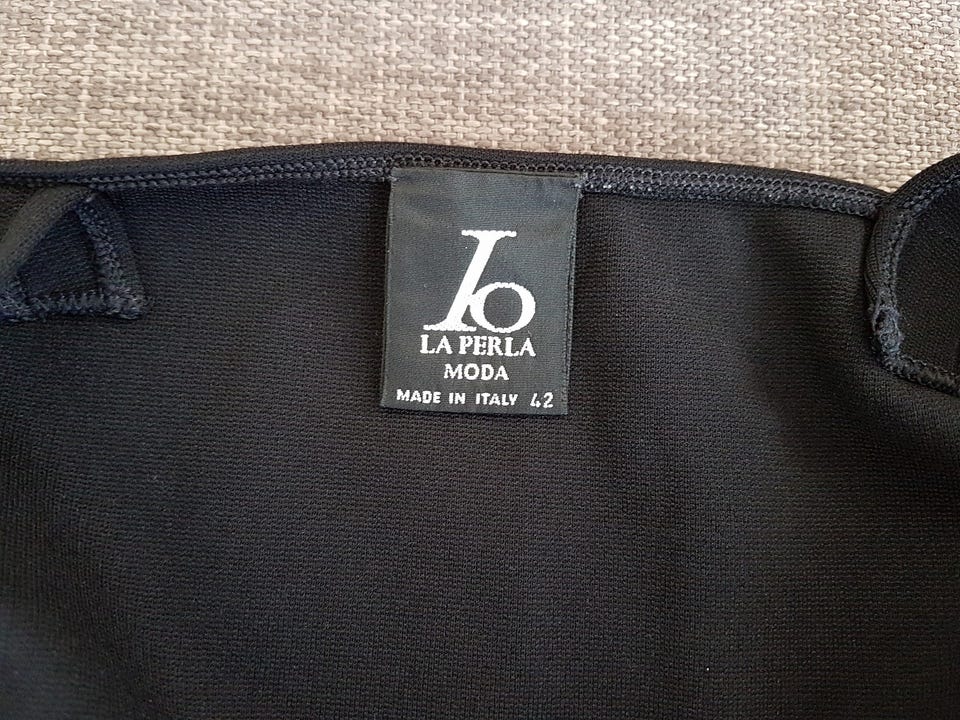 Io
LA PERLA
MODA
MADE IN ITALY 42